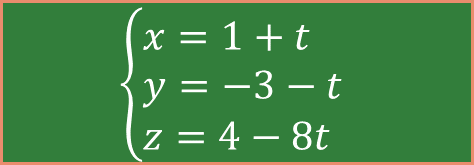 x = 1 + t
y = −3 − t
z = 4 − 8t